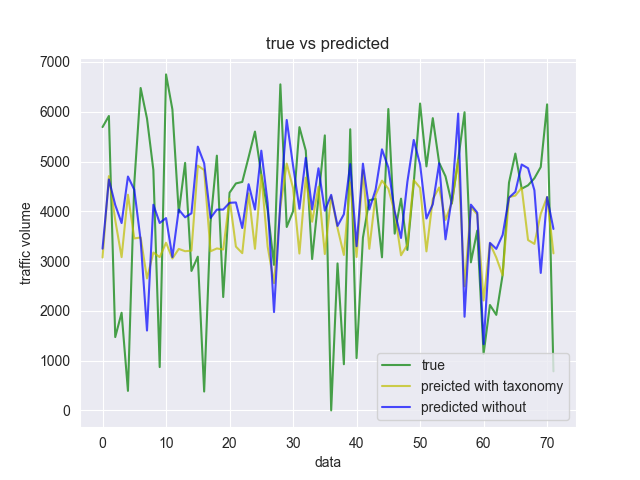 true vs predicted
7000
6000
5000
4000
3000
2000
1000
0
traffic volume
true
preicted with taxonomy
predicted without
0 10 20 30 40 50 60 70
data